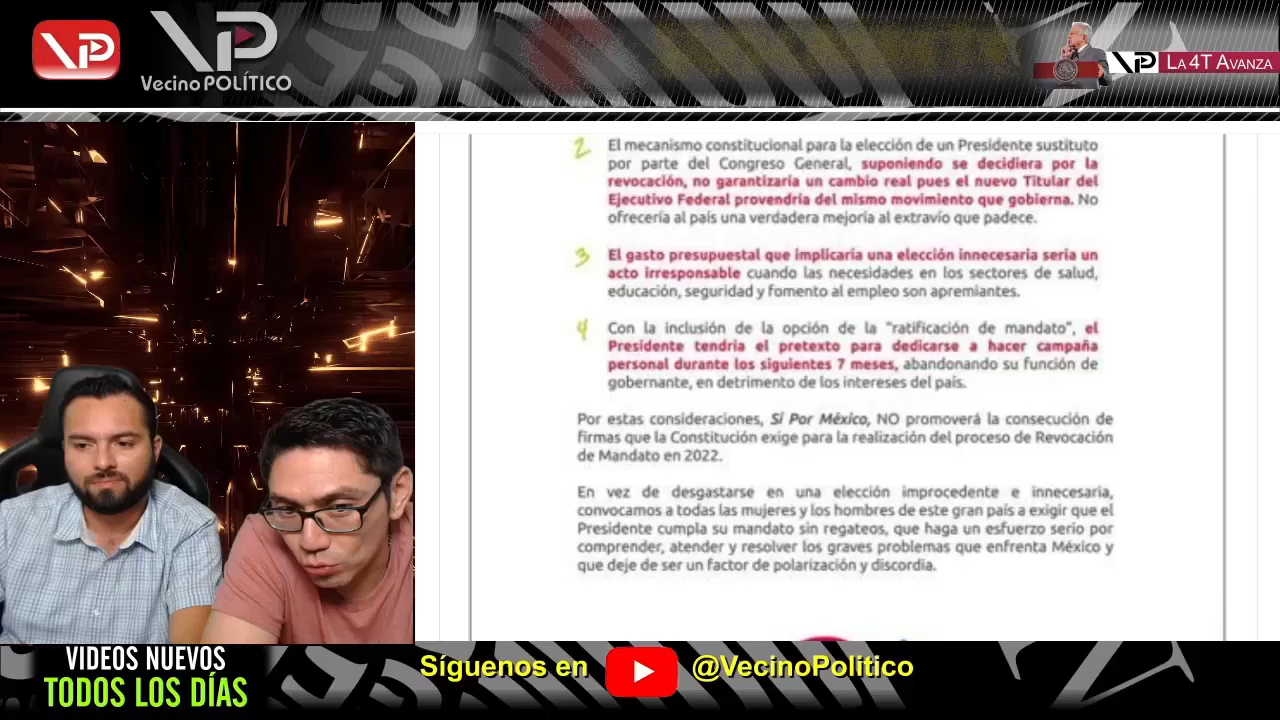 VP
VP
Vecino POLÍTICO
VP LA 4T AVANZA
2 El mecanismo constitucional para la elección de un Presidente sustituto
por parte del Congreso General, suponiendo se decidiera por la
revocación, no garantizaría un cambio real pues el nuevo Titular del
Ejecutivo Federal provendría del mismo movimiento que gobierna. No
ofrecería al país una verdadera mejoría al extravío que padece.
3 El gasto presupuestal que implicaría una elección innecesaria sería un
acto irresponsable cuando las necesidades en los sectores de salud,
educación, seguridad y fomento al empleo son apremiantes.
4 Con la inclusión de la opción de la "ratificación de mandato", el
Presidente tendría el pretexto para dedicarse a hacer campaña
personal durante los siguientes 7 meses, abandonando su función de
gobernante, en detrimento de los intereses del país.
Por estas consideraciones, Sí Por México, NO promoverá la consecución de
firmas que la Constitución exige para la realización del proceso de Revocación
de Mandato en 2022.
En vez de desgastarse en una elección improcedente e innecesaria,
convocamos a todas las mujeres y los hombres de este gran país a exigir que el
Presidente cumpla su mandato sin regateos, que haga un esfuerzo serio por
comprender, atender y resolver los graves problemas que enfrenta México y
que deje de ser un factor de polarización y discordia.
VIDEOS NUEVOS
TODOS LOS DÍAS
Síguenos en @VecinoPolitico